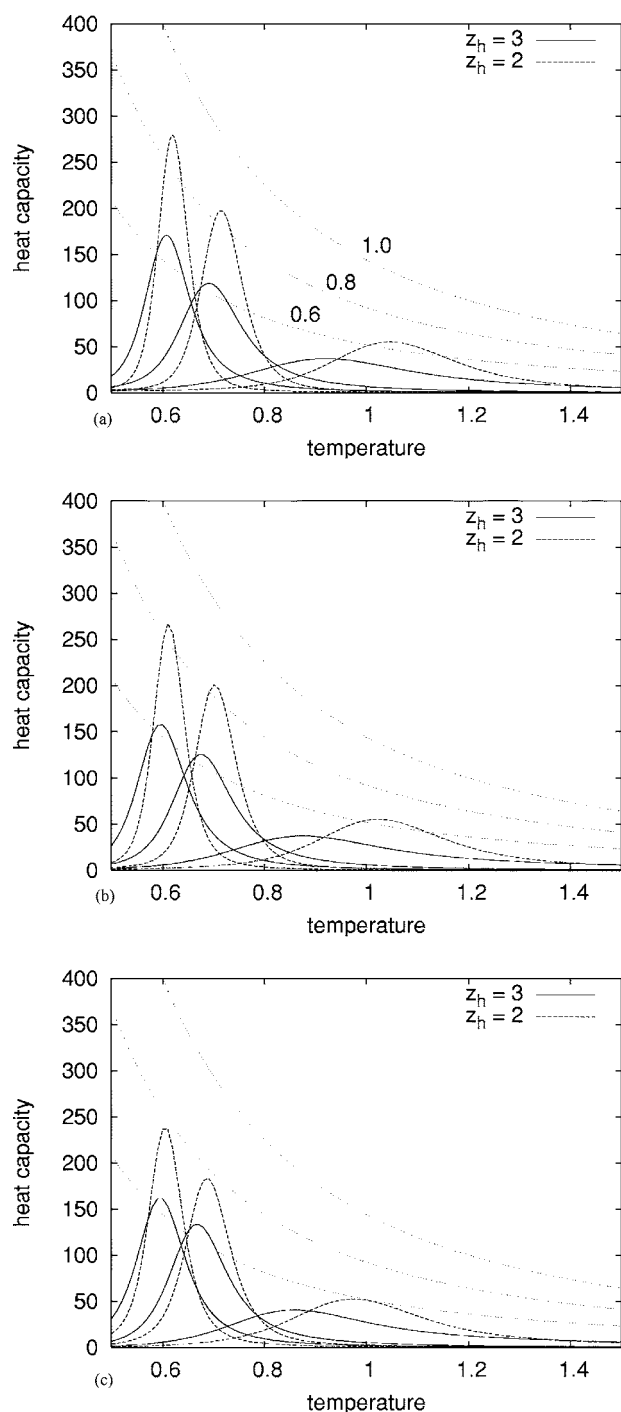 400
350
300
250
200
150
100
50
0
heat capacity
z_h = 3
z_h = 2
1.0
0.8
0.6
0.6 0.8 1 1.2 1.4
(a)
temperature
400
350
300
250
200
150
100
50
0
heat capacity
z_h = 3
z_h = 2
0.6 0.8 1 1.2 1.4
(b)
temperature
400
350
300
250
200
150
100
50
0
heat capacity
z_h = 3
z_h = 2
0.6 0.8 1 1.2 1.4
(c)
temperature